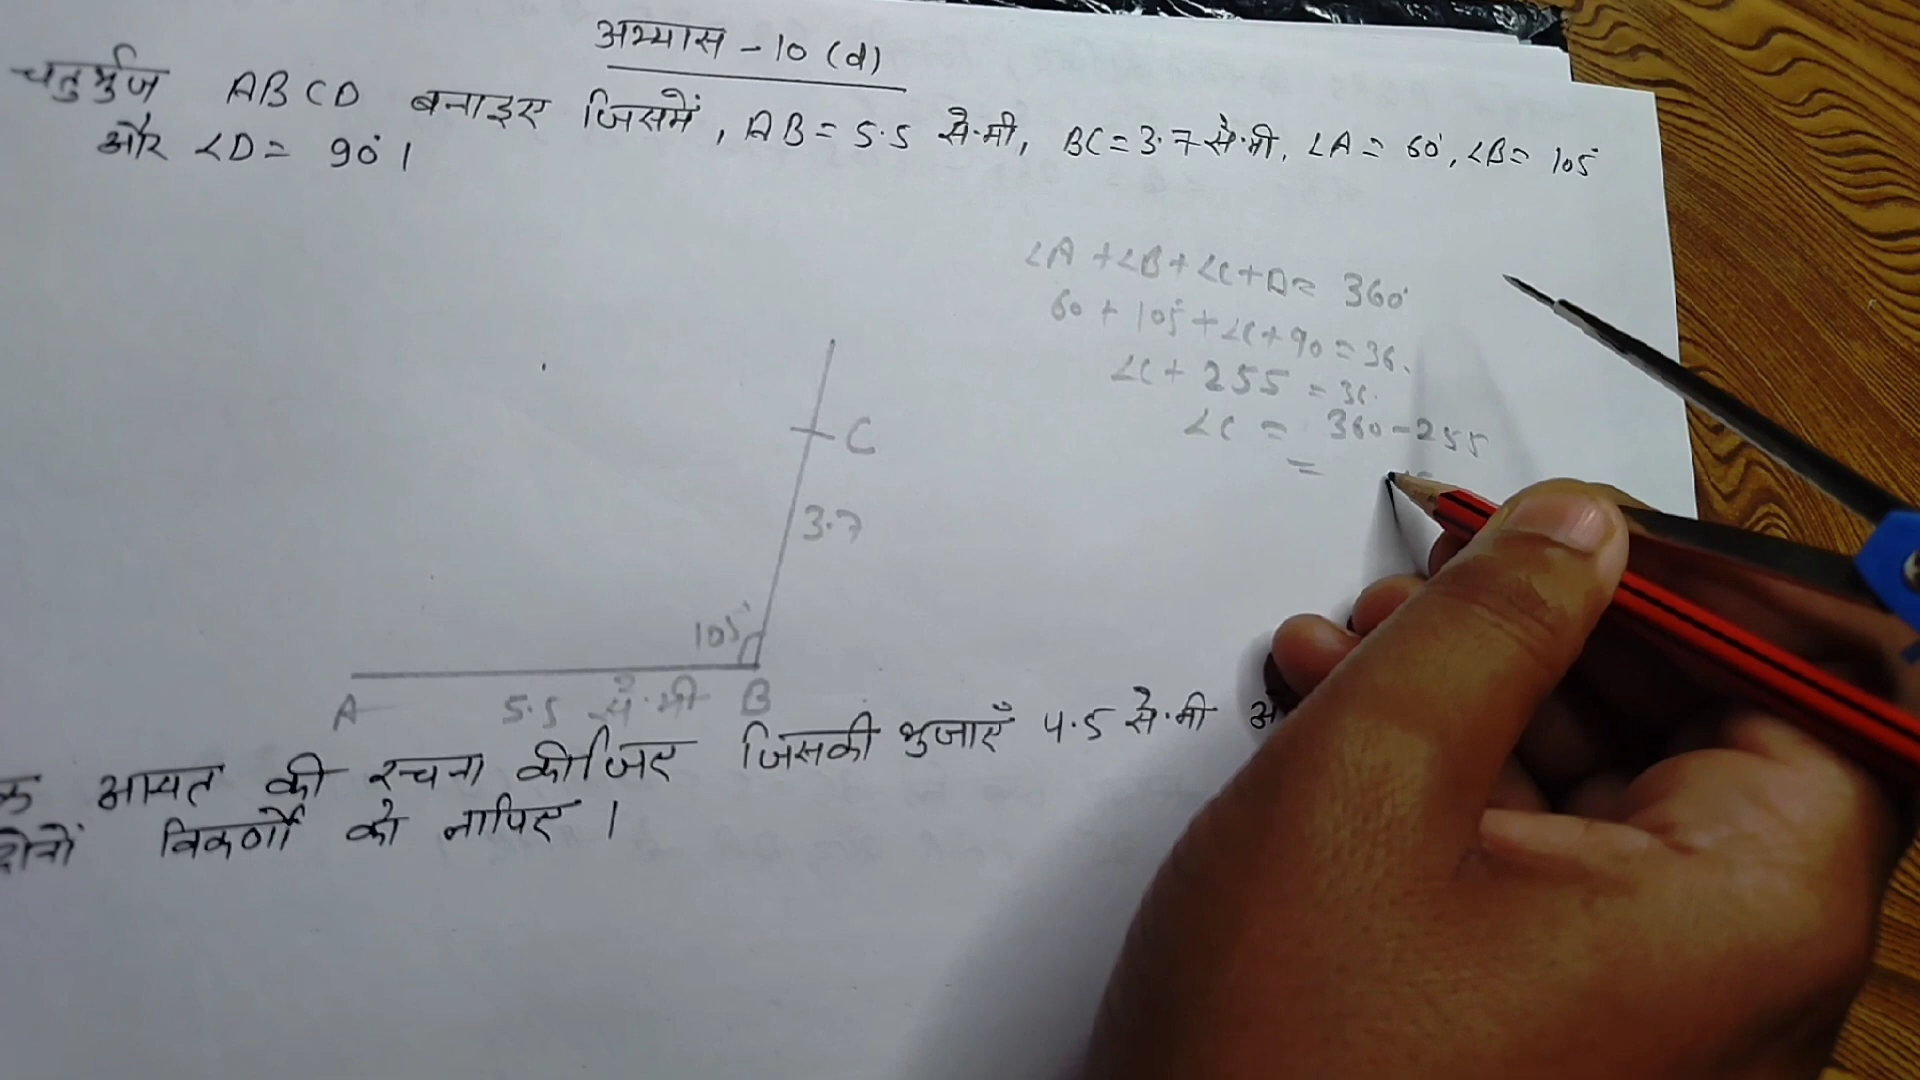 अभ्यास - 10 (d)
चतुर्भुज ABCD बनाइए जिसमें, AB = 5.5 से.मी, BC = 3.7 से.मी. ∠A = 60°, ∠B = 105°
और ∠D = 90°।
∠A + ∠B + ∠C + D = 360°
60 + 105° + ∠C + 90 = 36.
∠C + 255 = 36.
∠C = 360 - 255
=
C
3.7
105°
A 5.5 से.मी B
आयत की रचना कीजिए जिसकी भुजाएँ 4.5 से.मी
दोनों विकर्णों को नापिए।